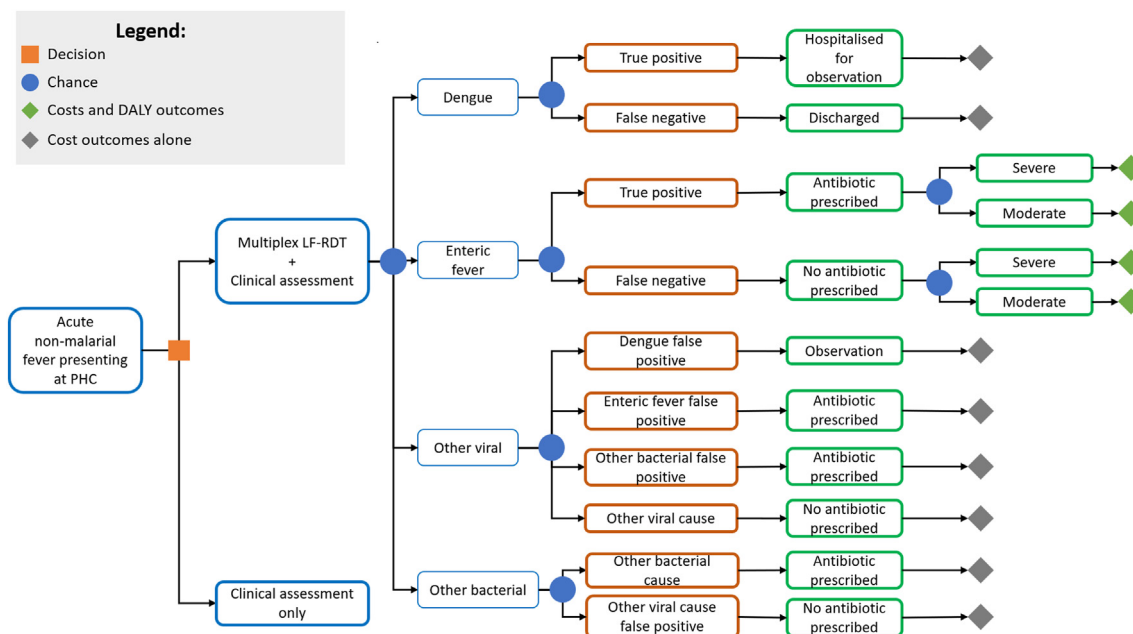 Legend:
Decision
Chance
Costs and DALY outcomes
Cost outcomes alone
Acute
non-malarial
fever presenting
at PHC
Multiplex LF-RDT
+
Clinical assessment
Clinical assessment
only
Dengue
True positive
Hospitalised
for
observation
False negative
Discharged
Enteric
fever
True positive
Antibiotic
prescribed
Severe
Moderate
False negative
No antibiotic
prescribed
Severe
Moderate
Other viral
Dengue false
positive
Observation
Enteric fever false
positive
Antibiotic
prescribed
Other bacterial false
positive
Antibiotic
prescribed
Other viral cause
No antibiotic
prescribed
Other bacterial
Other bacterial
cause
Antibiotic
prescribed
Other viral cause
false positive
No antibiotic
prescribed